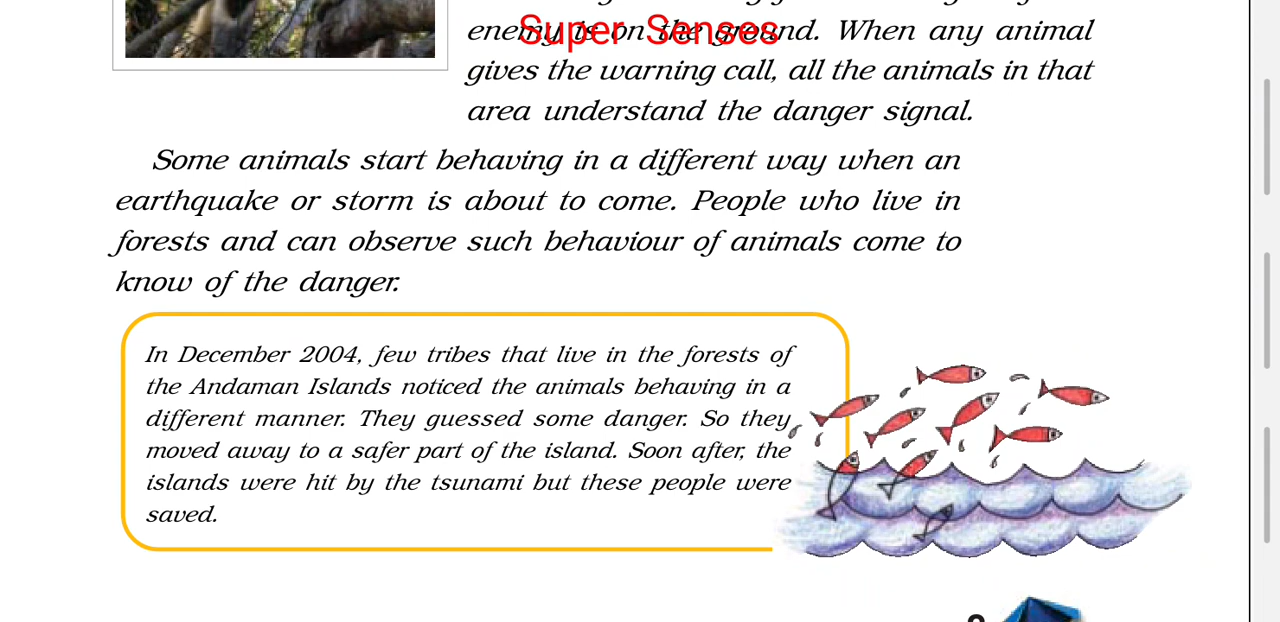 Super Senses
enemy is on the ground. When any animal
gives the warning call, all the animals in that
area understand the danger signal.
Some animals start behaving in a different way when an
earthquake or storm is about to come. People who live in
forests and can observe such behaviour of animals come to
know of the danger.
In December 2004, few tribes that live in the forests of
the Andaman Islands noticed the animals behaving in a
different manner. They guessed some danger. So they
moved away to a safer part of the island. Soon after, the
islands were hit by the tsunami but these people were
saved.